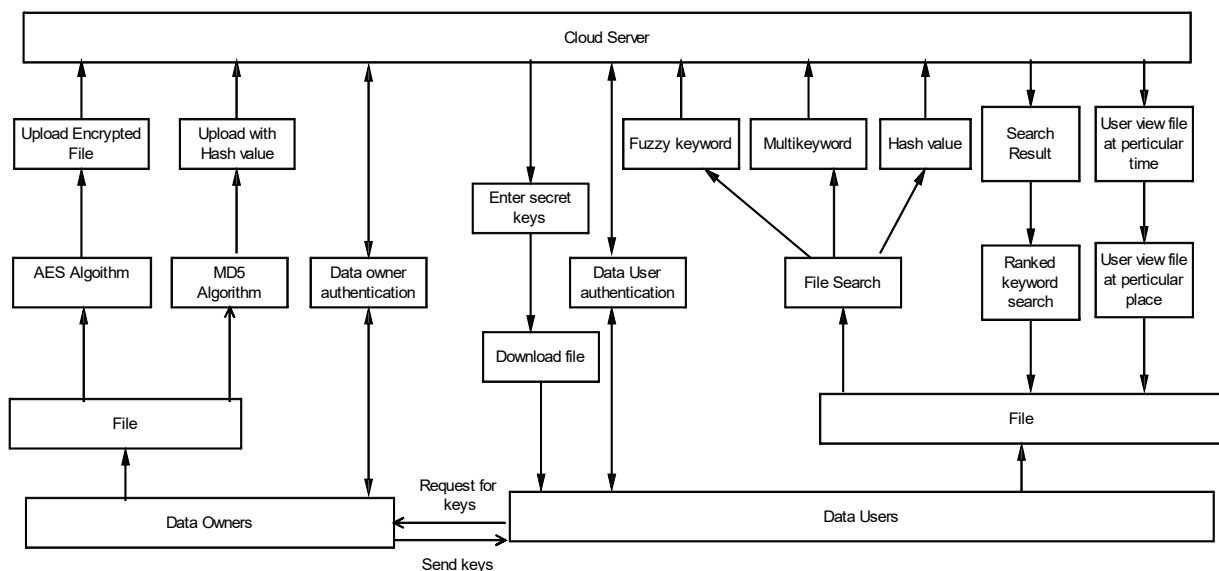 Cloud Server
Upload Encrypted
File
Upload with
Hash value
Fuzzy keyword
Multikeyword
Hash value
Search
Result
User view file
at perticular
time
Enter secret
keys
AES Algoithm
MD5
Algorithm
Data owner
authentication
Data User
authentication
File Search
Ranked
keyword
search
User view file
at perticular
place
Download file
File
File
Request for
keys
Data Owners
Data Users
Send keys